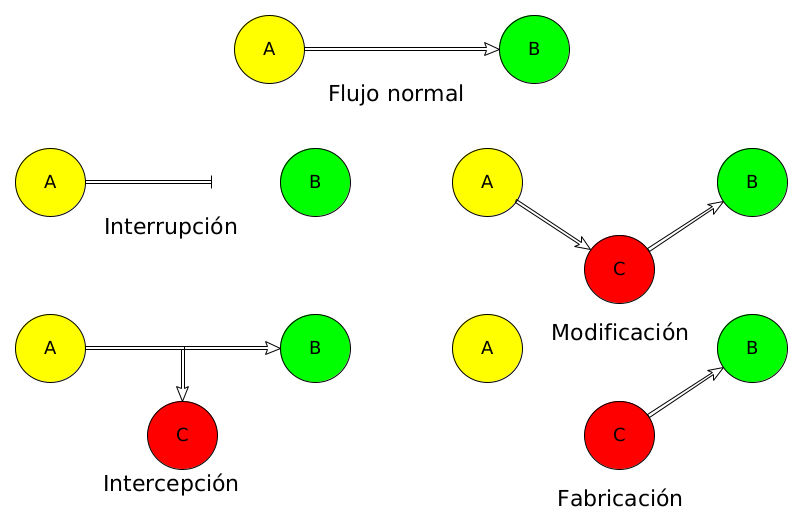 A
B
Flujo normal
A
B
Interrupción
A
B
C
Modificación
A
B
C
Intercepción
A
B
C
Fabricación